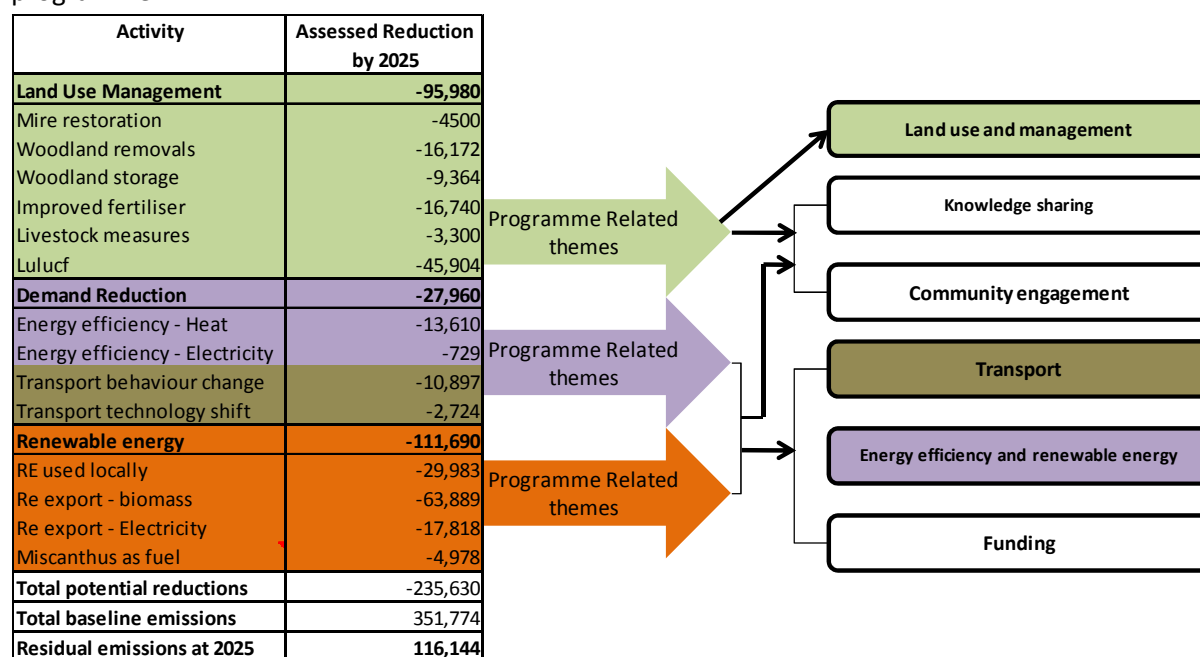 Activity Assessed Reduction
by 2025
Land Use Management -95,980
Mire restoration -4500
Woodland removals -16,172
Woodland storage -9,364
Improved fertiliser -16,740
Livestock measures -3,300
Lulucf -45,904
Demand Reduction -27,960
Energy efficiency - Heat -13,610
Energy efficiency - Electricity -729
Transport behaviour change -10,897
Transport technology shift -2,724
Renewable energy -111,690
RE used locally -29,983
Re export - biomass -63,889
Re export - Electricity -17,818
Miscanthus as fuel -4,978
Total potential reductions -235,630
Total baseline emissions 351,774
Residual emissions at 2025 116,144
Programme Related
themes
Programme Related
themes
Programme Related
themes
Land use and management
Knowledge sharing
Community engagement
Transport
Energy efficiency and renewable energy
Funding